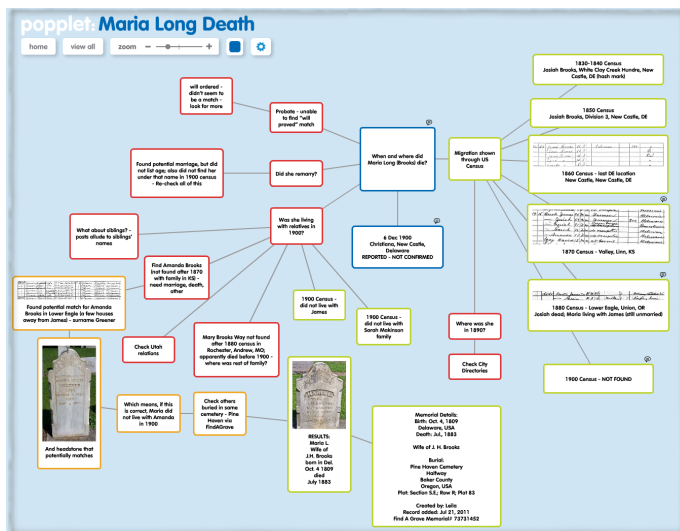 popplet: Maria Long Death
home
view all
zoom
- +
will ordered -
didn't seem to
be a match -
look for more
Probate - unable
to find "will
proved" match
Found potential marriage, but did
not list age; also did not find her
under that name in 1900 census
- Re-check all of this
Did she remarry?
When and where did
Maria Long (Brooks) die?
Migration shown
through US
Census
1830-1840 Census
Josiah Brooks, White Clay Creek Hundre, New
Castle, DE (hash mark)
1850 Census
Josiah Brooks, Division 3, New Castle, DE
1860 Census - last DE location
New Castle, New Castle, DE
1870 Census - Valley, Linn, KS
1880 Census - Lower Eagle, Union, OR
Josiah dead; Maria living with James (still unmarried)
1900 Census - NOT FOUND
Was she living
with relatives in
1900?
6 Dec 1900
Christiana, New Castle,
Delaware
REPORTED - NOT CONFIRMED
What about siblings? -
posts allude to siblings'
names
Find Amanda Brooks
(not found after 1870
with family in KS) -
need marriage, death,
other
Found potential match for Amanda
Brooks in Lower Eagle (a few houses
away from James) - surname Greener
Check Utah
relations
Mary Brooks Way not found
after 1880 census in
Rochester, Andrew, MO;
apparently died before 1900 -
where was rest of family?
1900 Census -
did not live with
James
1900 Census -
did not live with
Sarah Makinson
family
Where was she
in 1890?
Check City
Directories
And headstone that
potentially matches
Which means, if this
is correct, Maria did
not live with Amanda
in 1900
Check others
buried in same
cemetery - Pine
Haven via
FindAGrave
RESULTS:
Maria L.
Wife of
J.H. Brooks
born in Del.
Oct. 4 1809
died
July 1883
Memorial Details:
Birth: Oct. 4, 1809
Delaware, USA
Death: Jul., 1883
Wife of J.H. Brooks
Burial:
Pine Haven Cemetery
Halfway
Baker County
Oregon, USA
Plot: Section S.E.; Row R; Plot 83
Created by: Leila
Record added: Jul 21, 2011
Find A Grave Memorial# 73731452